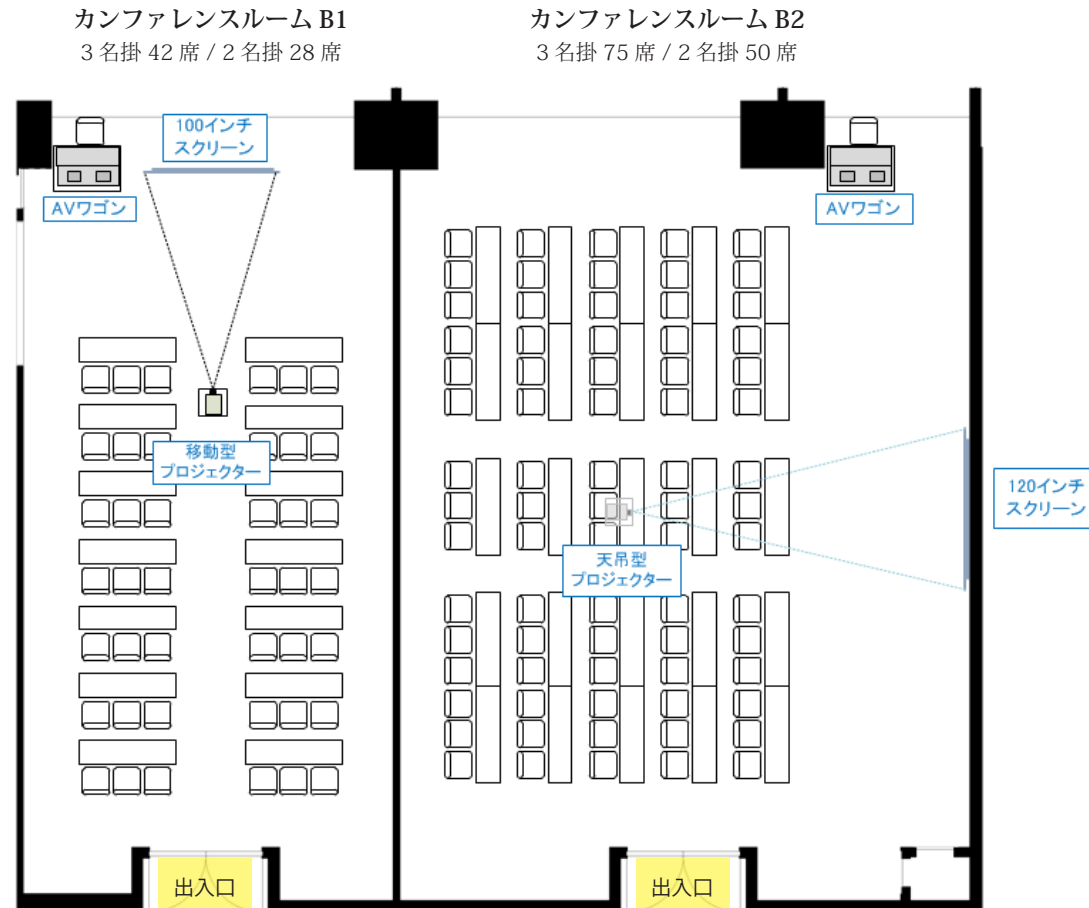 カンファレンスルーム B1
3 名掛 42 席 / 2 名掛 28 席
カンファレンスルーム B2
3 名掛 75 席 / 2 名掛 50 席
100インチ
スクリーン
AVワゴン
AVワゴン
移動型
プロジェクター
120インチ
スクリーン
天吊型
プロジェクター
出入口
出入口